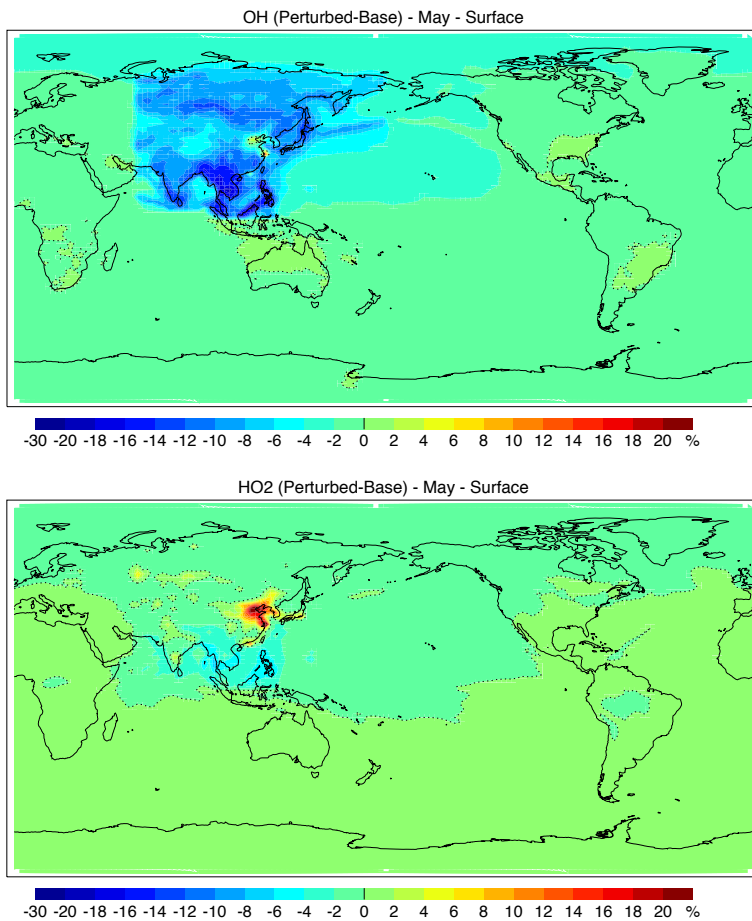 OH (Perturbed-Base) - May - Surface
-30 -20 -18 -16 -14 -12 -10 -8 -6 -4 -2 0 2 4 6 8 10 12 14 16 18 20 %
HO2 (Perturbed-Base) - May - Surface
-30 -20 -18 -16 -14 -12 -10 -8 -6 -4 -2 0 2 4 6 8 10 12 14 16 18 20 %